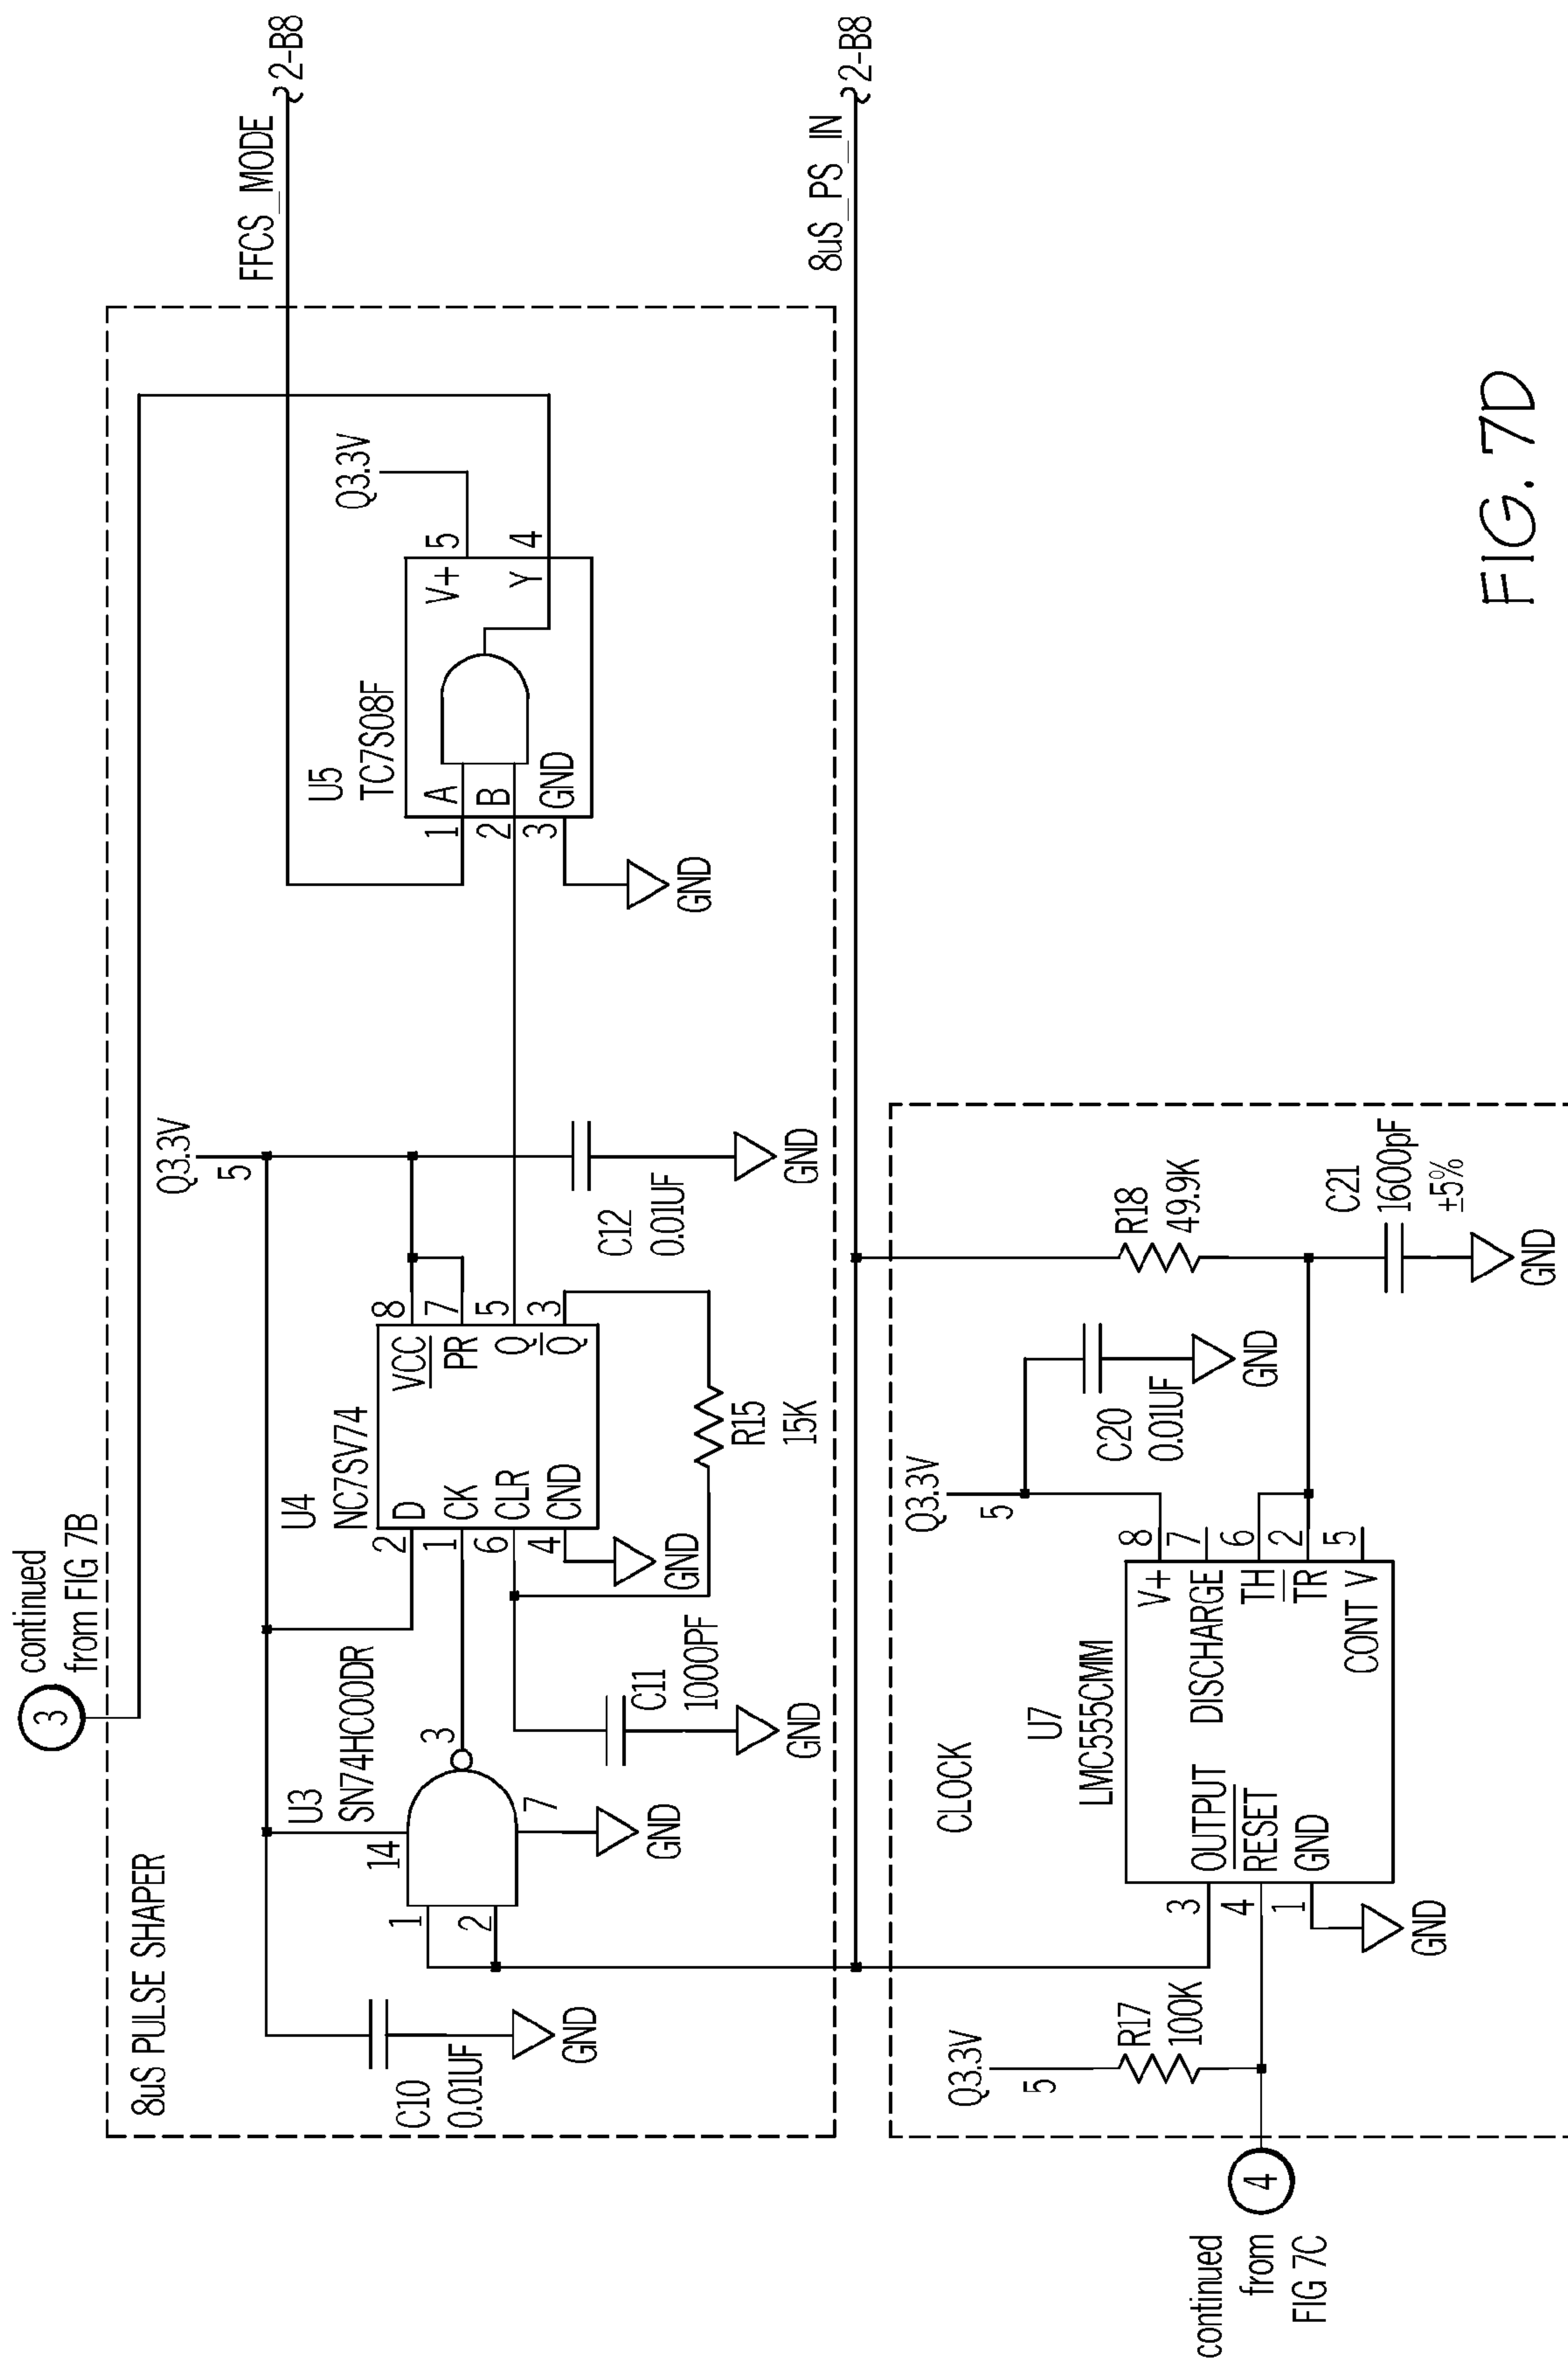 continued
from FIG 7B
3
8uS PULSE SHAPER
Q3.3V
5
FFCS_MODE
2-B8
C10
0.01UF
GND
U3
SN74HC00DR
14
1
2
3
7
GND
C11
1000PF
GND
U4
NC7SV74
2 D
1 CK
6 CLR
4 GND
VCC 8
PR 7
Q 5
Q 3
GND
R15
15K
C12
0.01UF
GND
U5
TC7S08F
1 A
2 B
3 GND
V+ 5
Y 4
Q3.3V
GND
8uS_PS_IN
2-B8
CLOCK
Q3.3V
5
R17
100K
continued
from
FIG 7C
4
U7
LMC555CMM
3 OUTPUT
4 RESET
1 GND
V+ 8
DISCHARGE 7
TH 6
TR 2
CONT V 5
GND
Q3.3V
5
C20
0.01UF
GND
R18
49.9K
C21
1600pF
±5%
GND
FIG. 7D